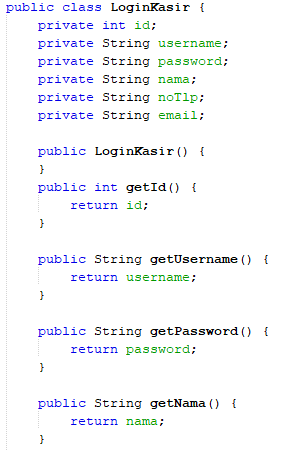 public class LoginKasir {
    private int id;
    private String username;
    private String password;
    private String nama;
    private String noTlp;
    private String email;

    public LoginKasir() {
    }
    public int getId() {
        return id;
    }

    public String getUsername() {
        return username;
    }

    public String getPassword() {
        return password;
    }

    public String getNama() {
        return nama;
    }